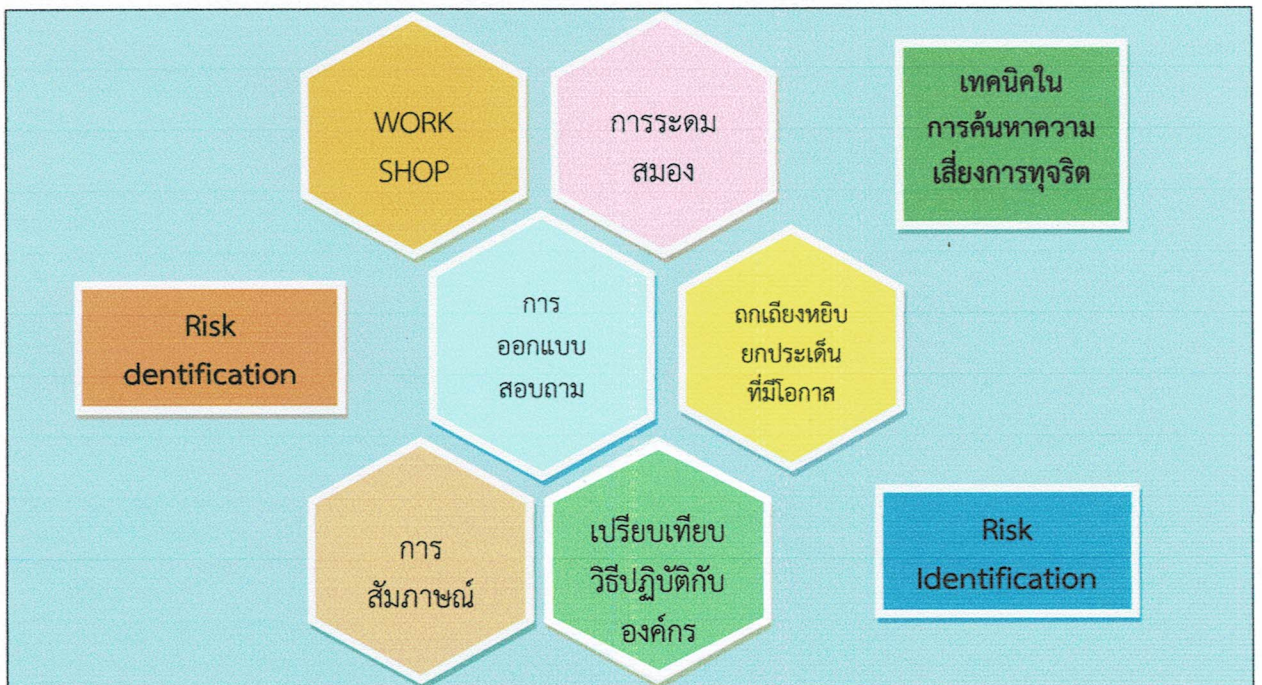 WORK
SHOP
การระดม
สมอง
เทคนิคใน
การค้นหาความ
เสี่ยงการทุจริต
Risk
dentification
การ
ออกแบบ
สอบถาม
ถกเถียงหยิบ
ยกประเด็น
ที่มีโอกาส
การ
สัมภาษณ์
เปรียบเทียบ
วิธีปฏิบัติกับ
องค์กร
Risk
Identification